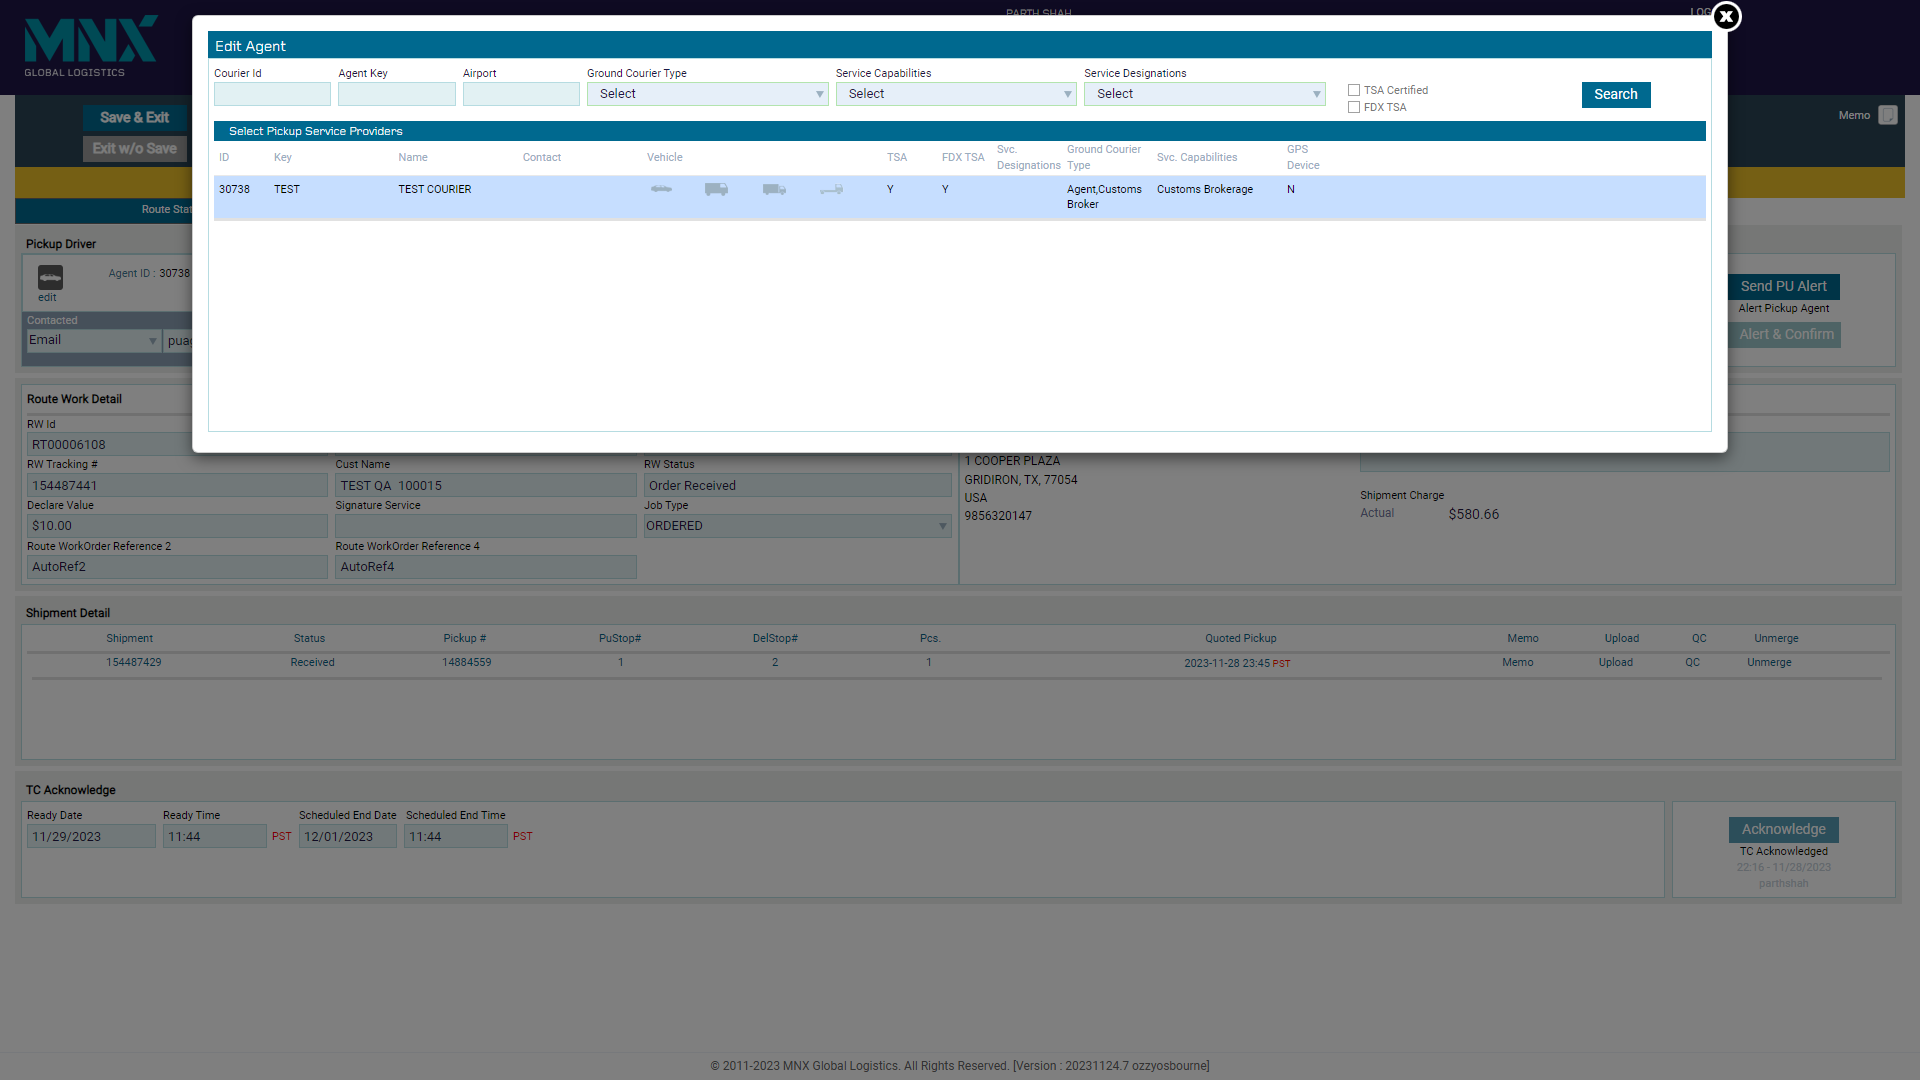 PARTH SHAH
LOG
X
MNX
GLOBAL LOGISTICS
Edit Agent
Courier Id Agent Key Airport Ground Courier Type Service Capabilities Service Designations
Select Select Select
TSA Certified
FDX TSA
Search
Save & Exit
Exit w/o Save
Memo
Select Pickup Service Providers
ID Key Name Contact Vehicle TSA FDX TSA Svc. Designations Ground Courier Type Svc. Capabilities GPS Device
30738 TEST TEST COURIER Y Y Agent,Customs Broker Customs Brokerage N
Route Stat
Pickup Driver
Agent ID : 30738
edit
Contacted
Email puag
Send PU Alert
Alert Pickup Agent
Alert & Confirm
Route Work Detail
RW Id
RT00006108
RW Tracking # Cust Name RW Status
154487441 TEST QA 100015 Order Received
Declare Value Signature Service Job Type
$10.00 ORDERED
Route WorkOrder Reference 2 Route WorkOrder Reference 4
AutoRef2 AutoRef4
1 COOPER PLAZA
GRIDIRON, TX, 77054
USA
9856320147
Shipment Charge
Actual $580.66
Shipment Detail
Shipment Status Pickup # PuStop# DelStop# Pcs. Quoted Pickup Memo Upload QC Unmerge
154487429 Received 14884559 1 2 1 2023-11-28 23:45 PST Memo Upload QC Unmerge
TC Acknowledge
Ready Date Ready Time Scheduled End Date Scheduled End Time
11/29/2023 11:44 PST 12/01/2023 11:44 PST
Acknowledge
TC Acknowledged
22:16 - 11/28/2023
parthshah
© 2011-2023 MNX Global Logistics. All Rights Reserved. [Version : 20231124.7 ozzyosbourne]